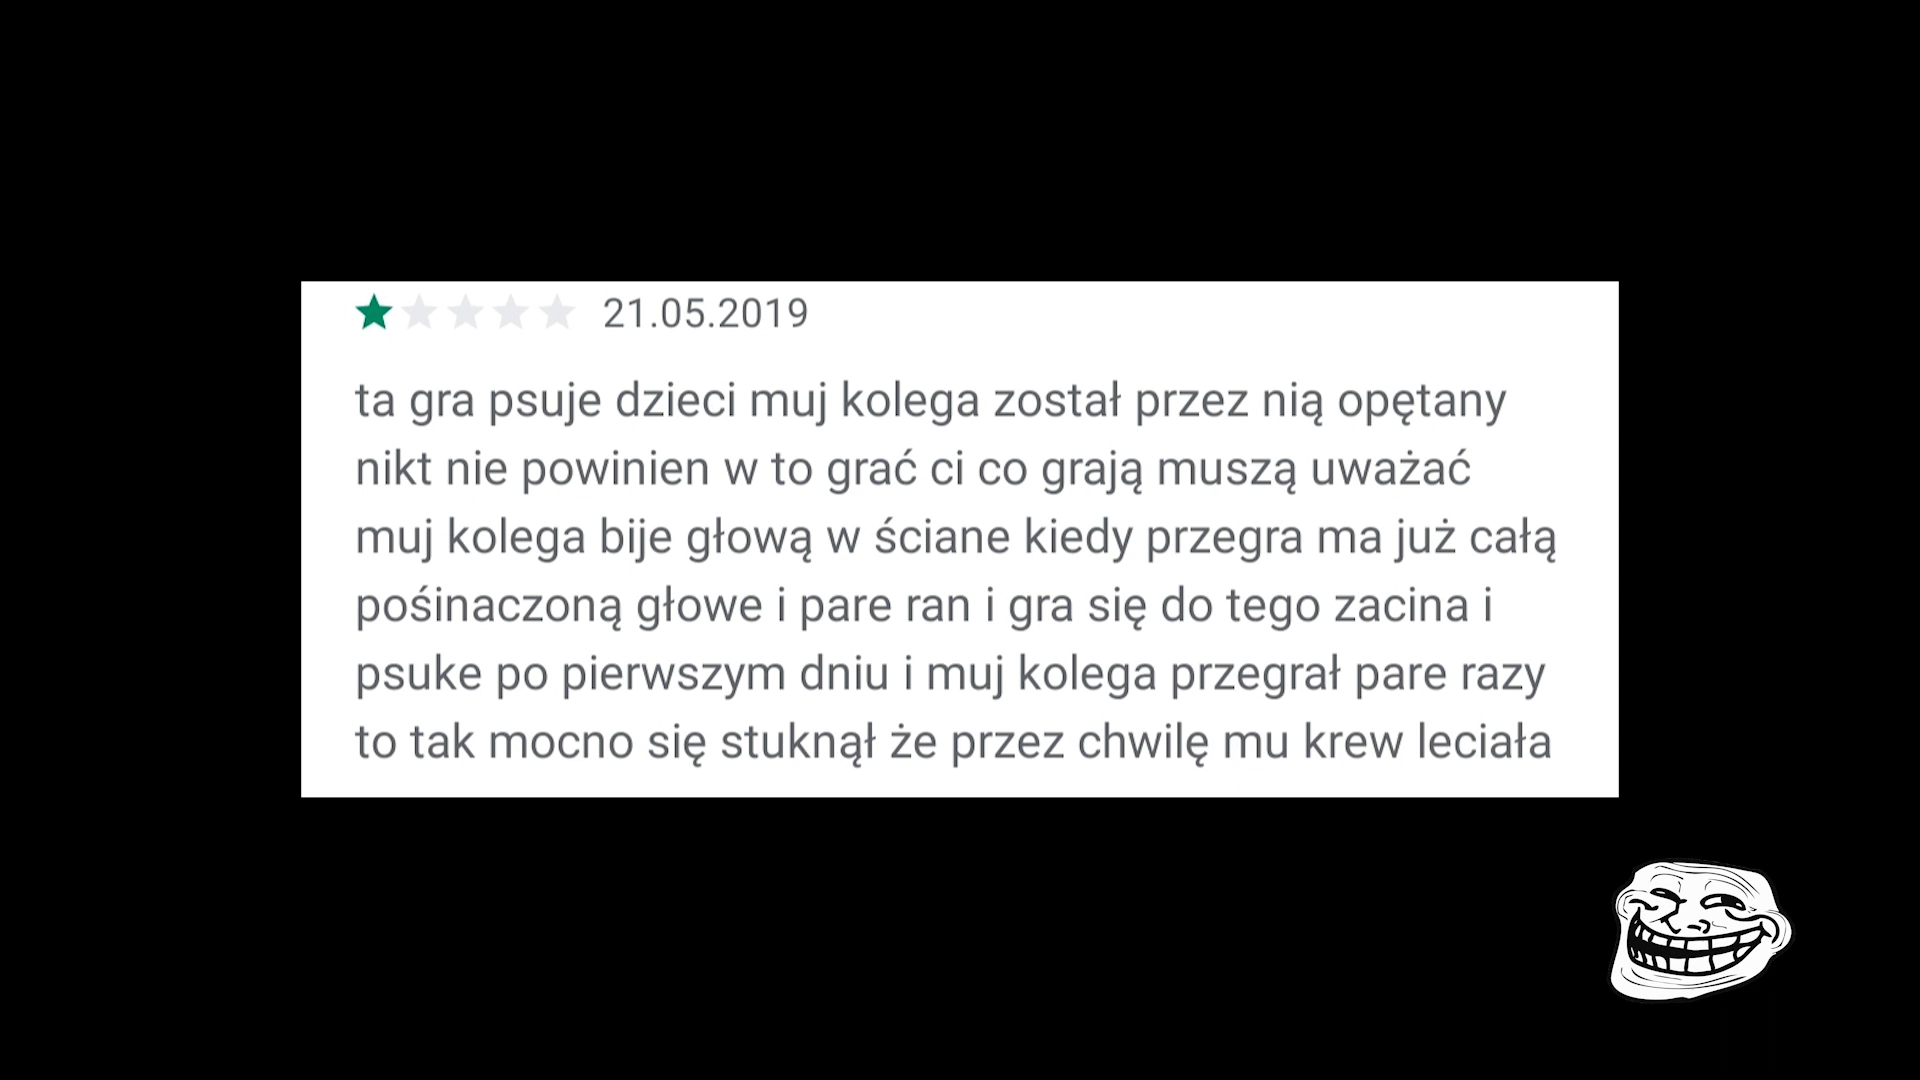 21.05.2019
ta gra psuje dzieci muj kolega został przez nią opętany
nikt nie powinien w to grać ci co grają muszą uważać
muj kolega bije głową w ściane kiedy przegra ma już całą
pośinaczoną głowe i pare ran i gra się do tego zacina i
psuke po pierwszym dniu i muj kolega przegrał pare razy
to tak mocno się stuknął że przez chwilę mu krew leciała